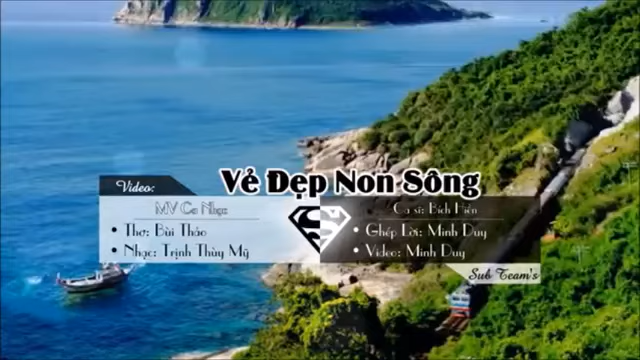 Vẻ Đẹp Non Sông
Video:
MV Ca Nhạc
• Thơ: Bùi Thảo
• Nhạc: Trịnh Thùy Mỹ
Ca sĩ: Bích Hiền
• Ghép Lời: Minh Duy
• Video: Minh Duy
Sub Team's